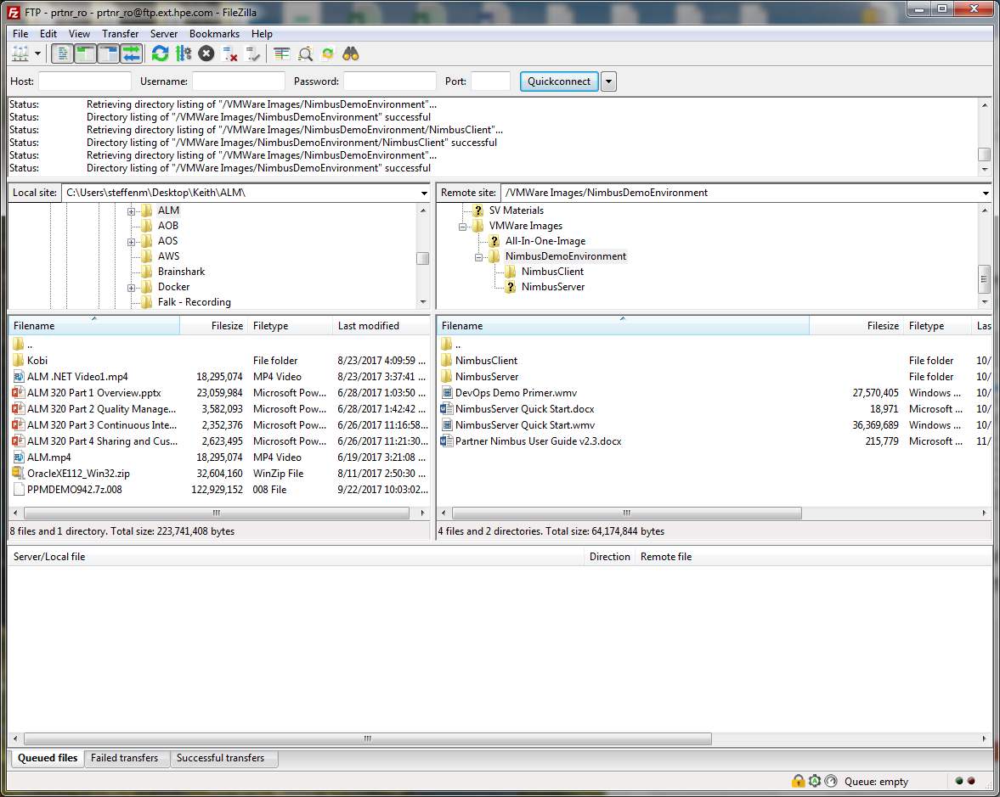 FTP - prtnr_ro - prtnr_ro@ftp.ext.hpe.com - FileZilla
File Edit View Transfer Server Bookmarks Help
Host: Username: Password: Port: Quickconnect
Status: Retrieving directory listing of "/VMWare Images/NimbusDemoEnvironment"...
Status: Directory listing of "/VMWare Images/NimbusDemoEnvironment" successful
Status: Retrieving directory listing of "/VMWare Images/NimbusDemoEnvironment/NimbusClient"...
Status: Directory listing of "/VMWare Images/NimbusDemoEnvironment/NimbusClient" successful
Status: Retrieving directory listing of "/VMWare Images/NimbusDemoEnvironment"...
Status: Directory listing of "/VMWare Images/NimbusDemoEnvironment" successful
Local site: C:\Users\steffenm\Desktop\Keith\ALM\
ALM
AOB
AOS
AWS
Brainshark
Docker
Falk - Recording
Remote site: /VMWare Images/NimbusDemoEnvironment
SV Materials
VMWare Images
All-In-One-Image
NimbusDemoEnvironment
NimbusClient
NimbusServer
Filename Filesize Filetype Last modified
..
Kobi File folder 8/23/2017 4:09:59 ...
ALM .NET Video1.mp4 18,295,074 MP4 Video 8/23/2017 3:37:41 ...
ALM 320 Part 1 Overview.pptx 23,059,984 Microsoft Pow... 6/28/2017 1:03:50 ...
ALM 320 Part 2 Quality Manage... 3,582,093 Microsoft Pow... 6/28/2017 1:42:42 ...
ALM 320 Part 3 Continuous Inte... 2,352,376 Microsoft Pow... 6/26/2017 11:16:58...
ALM 320 Part 4 Sharing and Cus... 2,623,495 Microsoft Pow... 6/26/2017 11:21:30...
ALM.mp4 18,295,074 MP4 Video 6/19/2017 3:21:08 ...
OracleXE112_Win32.zip 32,604,160 WinZip File 8/11/2017 2:50:30 ...
PPMDEMO942.7z.008 122,929,152 008 File 9/22/2017 10:03:02...
8 files and 1 directory. Total size: 223,741,408 bytes
Filename Filesize Filetype Las
..
NimbusClient File folder 10/
NimbusServer File folder 10/
DevOps Demo Primer.wmv 27,570,405 Windows ... 10/
NimbusServer Quick Start.docx 18,971 Microsoft ... 10/
NimbusServer Quick Start.wmv 36,369,689 Windows ... 10/
Partner Nimbus User Guide v2.3.docx 215,779 Microsoft ... 11/
4 files and 2 directories. Total size: 64,174,844 bytes
Server/Local file Direction Remote file
Queued files Failed transfers Successful transfers
Queue: empty